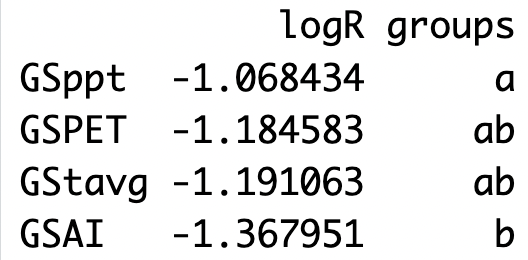 logR groups
GSppt -1.068434 a
GSPET -1.184583 ab
GStavg -1.191063 ab
GSAI -1.367951 b